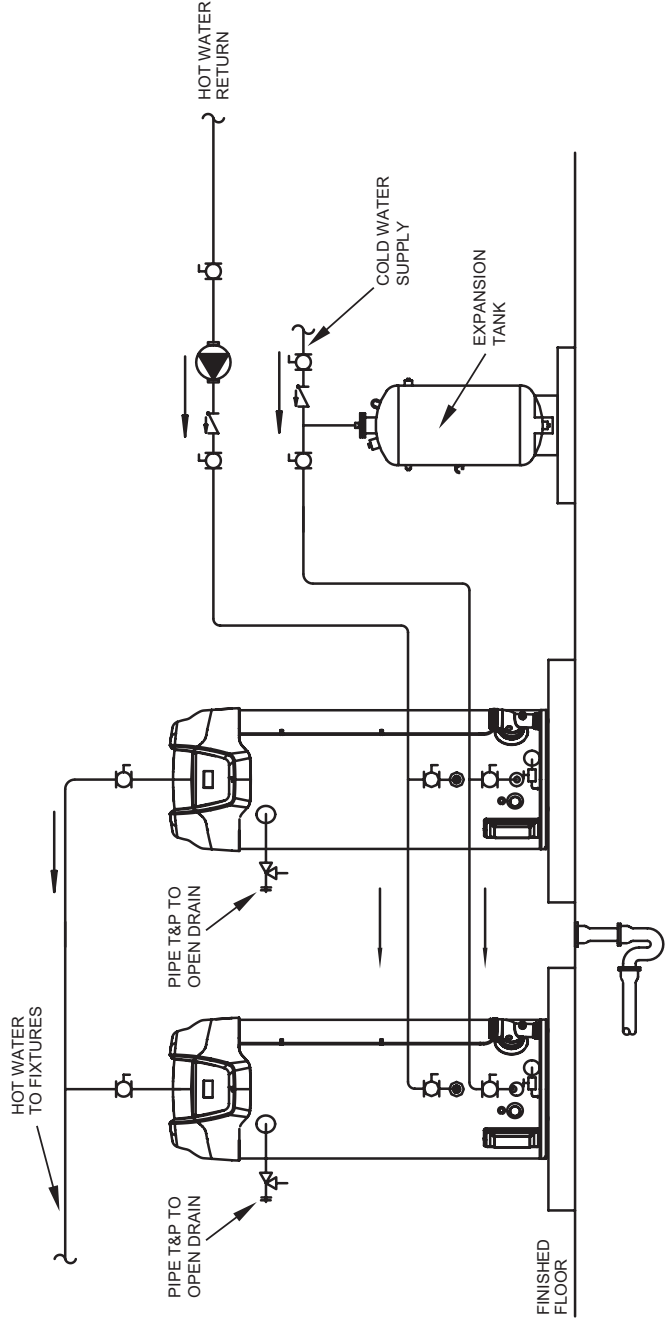 HOT WATER
TO FIXTURES
PIPE T&P TO
OPEN DRAIN
PIPE T&P TO
OPEN DRAIN
HOT WATER
RETURN
COLD WATER
SUPPLY
EXPANSION
TANK
FINISHED
FLOOR